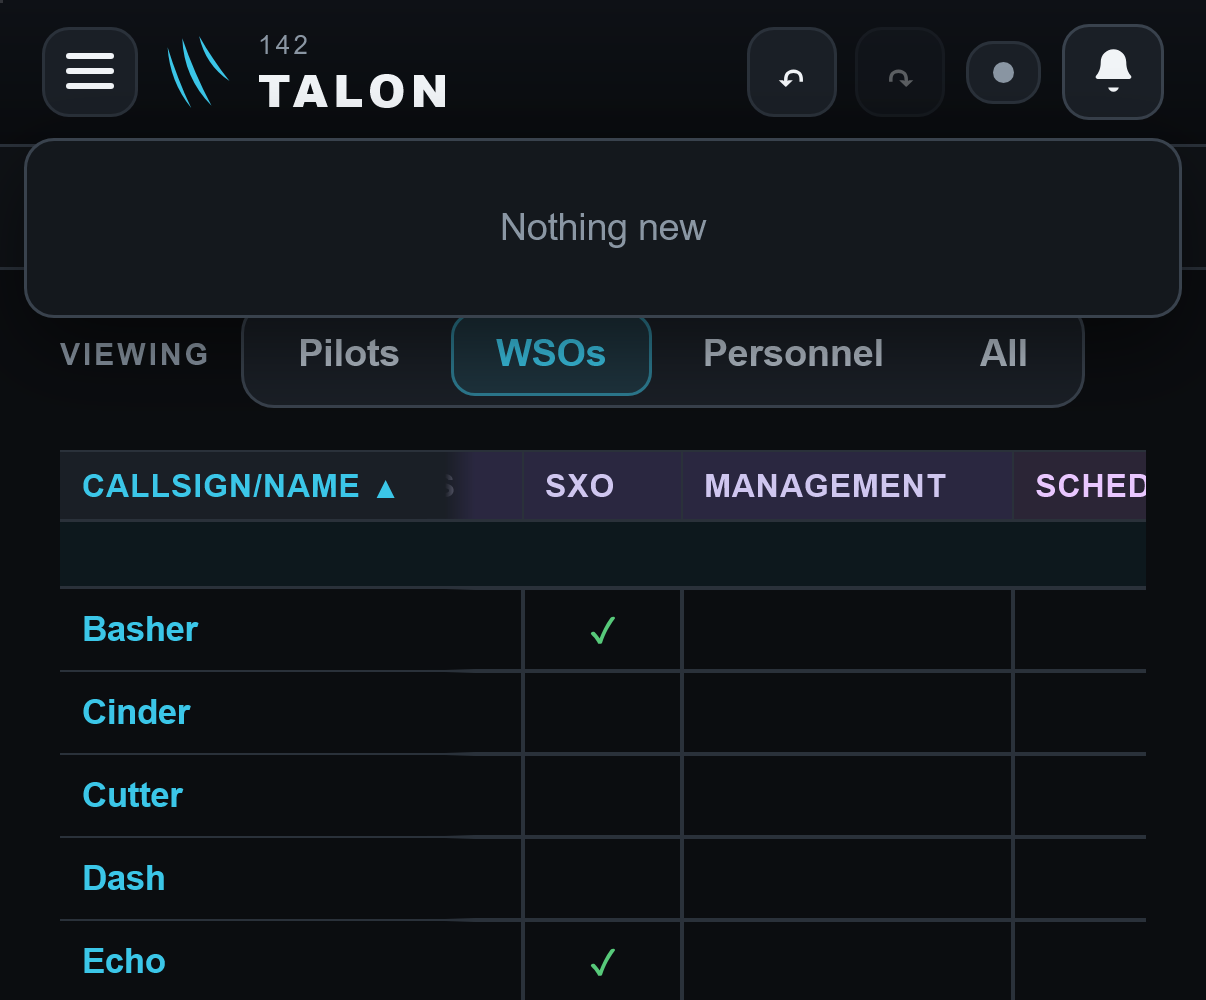 142
TALON
Nothing new
VIEWING Pilots WSOs Personnel All
CALLSIGN/NAME ▲ SXO MANAGEMENT SCHED
Basher ✓
Cinder
Cutter
Dash
Echo ✓